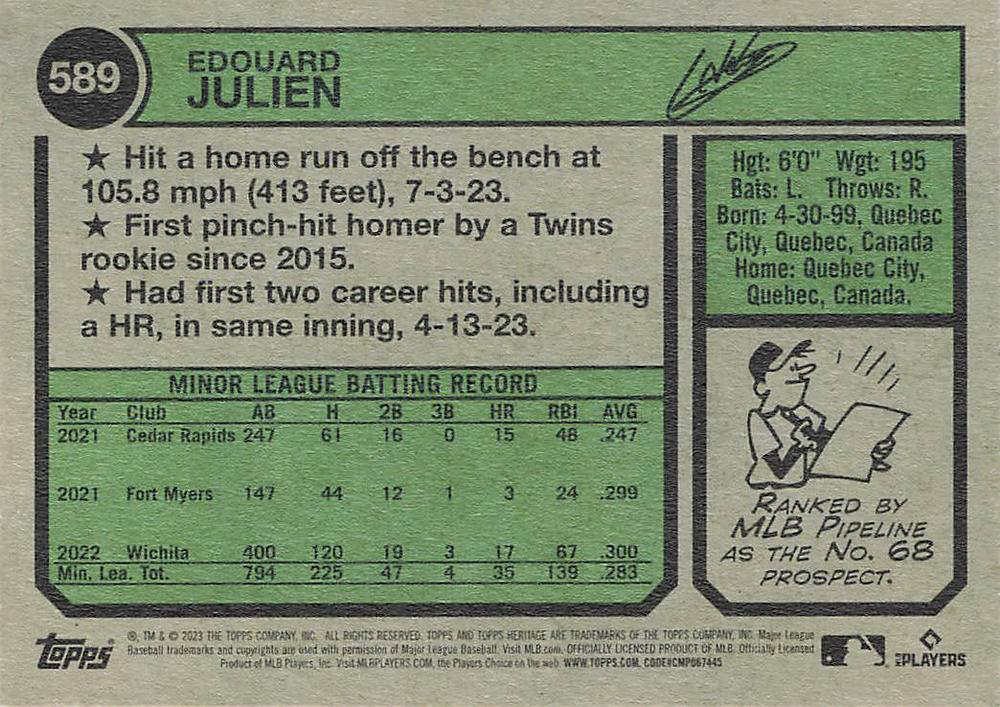 589
EDOUARD
JULIEN
★ Hit a home run off the bench at
105.8 mph (413 feet), 7-3-23.
★ First pinch-hit homer by a Twins
rookie since 2015.
★ Had first two career hits, including
a HR, in same inning, 4-13-23.
Hgt: 6'0" Wgt: 195
Bats: L. Throws: R.
Born: 4-30-99, Quebec
City, Quebec, Canada
Home: Quebec City,
Quebec, Canada.
MINOR LEAGUE BATTING RECORD
Year Club AB H 2B 3B HR RBI AVG
2021 Cedar Rapids 247 61 16 0 15 48 .247
2021 Fort Myers 147 44 12 1 3 24 .299
2022 Wichita 400 120 19 3 17 67 .300
Min. Lea. Tot. 794 225 47 4 35 139 .283
RANKED BY
MLB PIPELINE
AS THE NO. 68
PROSPECT.
Topps
®, TM & © 2023 THE TOPPS COMPANY, INC. ALL RIGHTS RESERVED. TOPPS AND TOPPS HERITAGE ARE TRADEMARKS OF THE TOPPS COMPANY, INC. Major League
Baseball trademarks and copyrights are used with permission of Major League Baseball. Visit MLB.com. OFFICIALLY LICENSED PRODUCT OF MLB. Officially Licensed
Product of MLB Players, Inc. Visit MLBPLAYERS.COM, the Players Choice on the web. WWW.TOPPS.COM. CODE#CMP067445
MLB PLAYERS